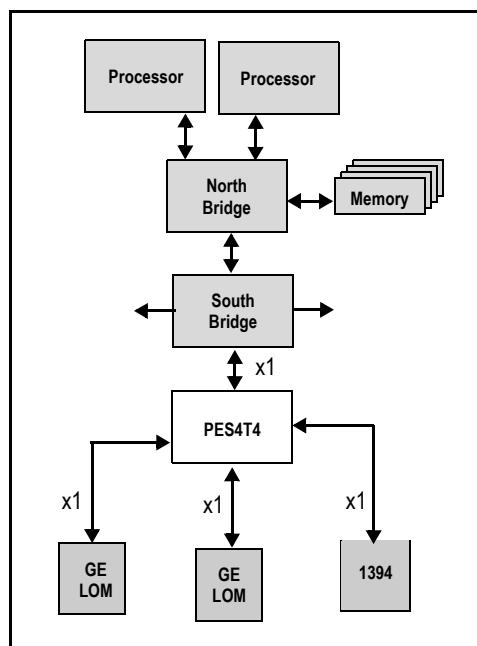 Processor
Processor
North
Bridge
Memory
South
Bridge
x1
PES4T4
x1
x1
x1
GE
LOM
GE
LOM
1394